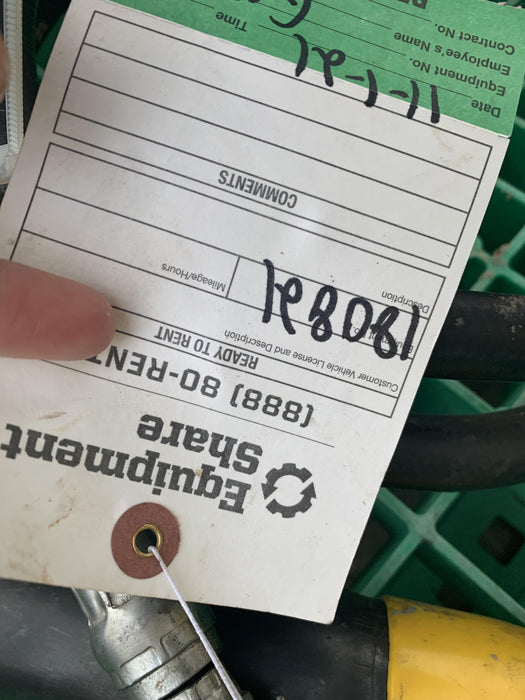 Equipment
Share
(888) 80-RENT
READY TO RENT
Customer Vehicle License and Description
Description
Mileage/Hours
COMMENTS
Date 11-1-21 Time
Equipment No.
Employee's Name
Contract No.